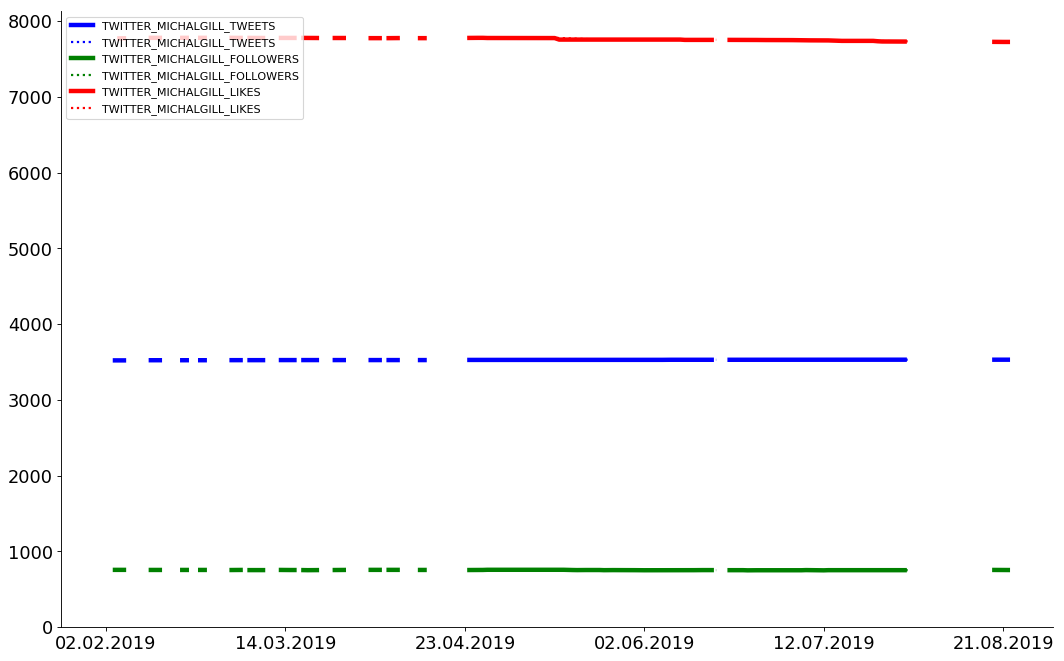 8000
7000
6000
5000
4000
3000
2000
1000
0
TWITTER_MICHALGILL_TWEETS
TWITTER_MICHALGILL_TWEETS
TWITTER_MICHALGILL_FOLLOWERS
TWITTER_MICHALGILL_FOLLOWERS
TWITTER_MICHALGILL_LIKES
TWITTER_MICHALGILL_LIKES
02.02.2019 14.03.2019 23.04.2019 02.06.2019 12.07.2019 21.08.2019